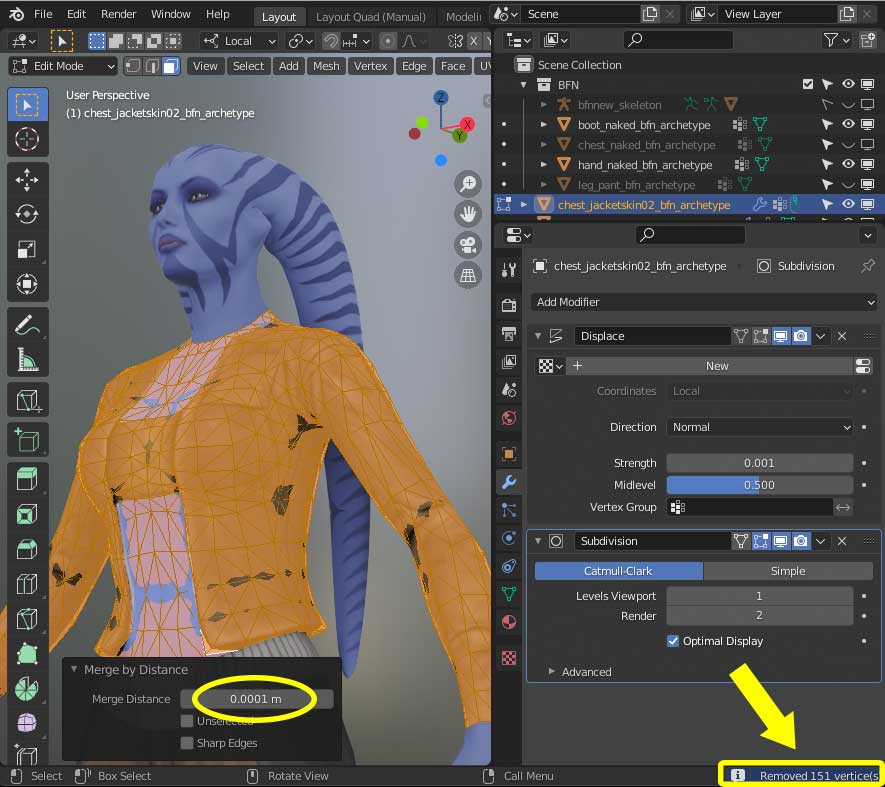 File Edit Render Window Help Layout Layout Quad (Manual) Modelin Scene View Layer
Local X
Edit Mode View Select Add Mesh Vertex Edge Face UV
User Perspective
(1) chest_jacketskin02_bfn_archetype
Z
X
Y
Scene Collection
BFN
bfnnew_skeleton
boot_naked_bfn_archetype
chest_naked_bfn_archetype
hand_naked_bfn_archetype
leg_pant_bfn_archetype
chest_jacketskin02_bfn_archetype
chest_jacketskin02_bfn_archetype Subdivision
Add Modifier
Displace
New
Coordinates Local
Direction Normal
Strength 0.001
Midlevel 0.500
Vertex Group
Subdivision
Catmull-Clark Simple
Levels Viewport 1
Render 2
Optimal Display
Advanced
Merge by Distance
Merge Distance 0.0001 m
Unselected
Sharp Edges
Select Box Select Rotate View Call Menu Removed 151 vertice(s